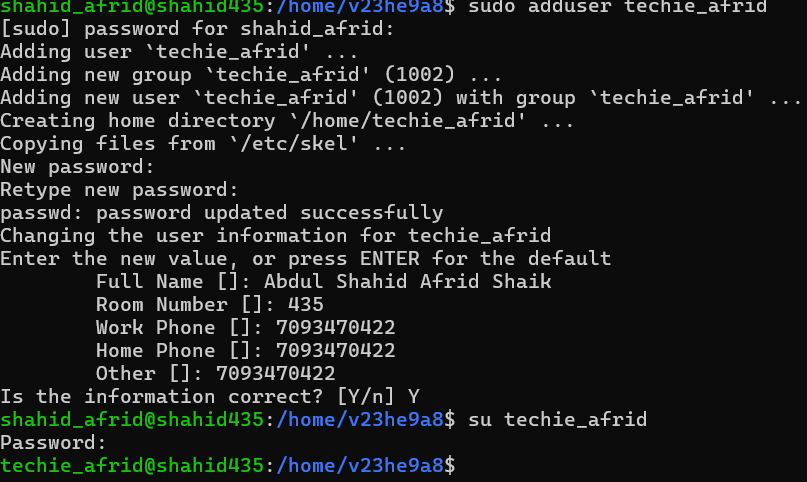 shahid_afrid@shahid435:/home/v23he9a8$ sudo adduser techie_afrid
[sudo] password for shahid_afrid:
Adding user `techie_afrid' ...
Adding new group `techie_afrid' (1002) ...
Adding new user `techie_afrid' (1002) with group `techie_afrid' ...
Creating home directory `/home/techie_afrid' ...
Copying files from `/etc/skel' ...
New password:
Retype new password:
passwd: password updated successfully
Changing the user information for techie_afrid
Enter the new value, or press ENTER for the default
        Full Name []: Abdul Shahid Afrid Shaik
        Room Number []: 435
        Work Phone []: 7093470422
        Home Phone []: 7093470422
        Other []: 7093470422
Is the information correct? [Y/n] Y
shahid_afrid@shahid435:/home/v23he9a8$ su techie_afrid
Password:
techie_afrid@shahid435:/home/v23he9a8$